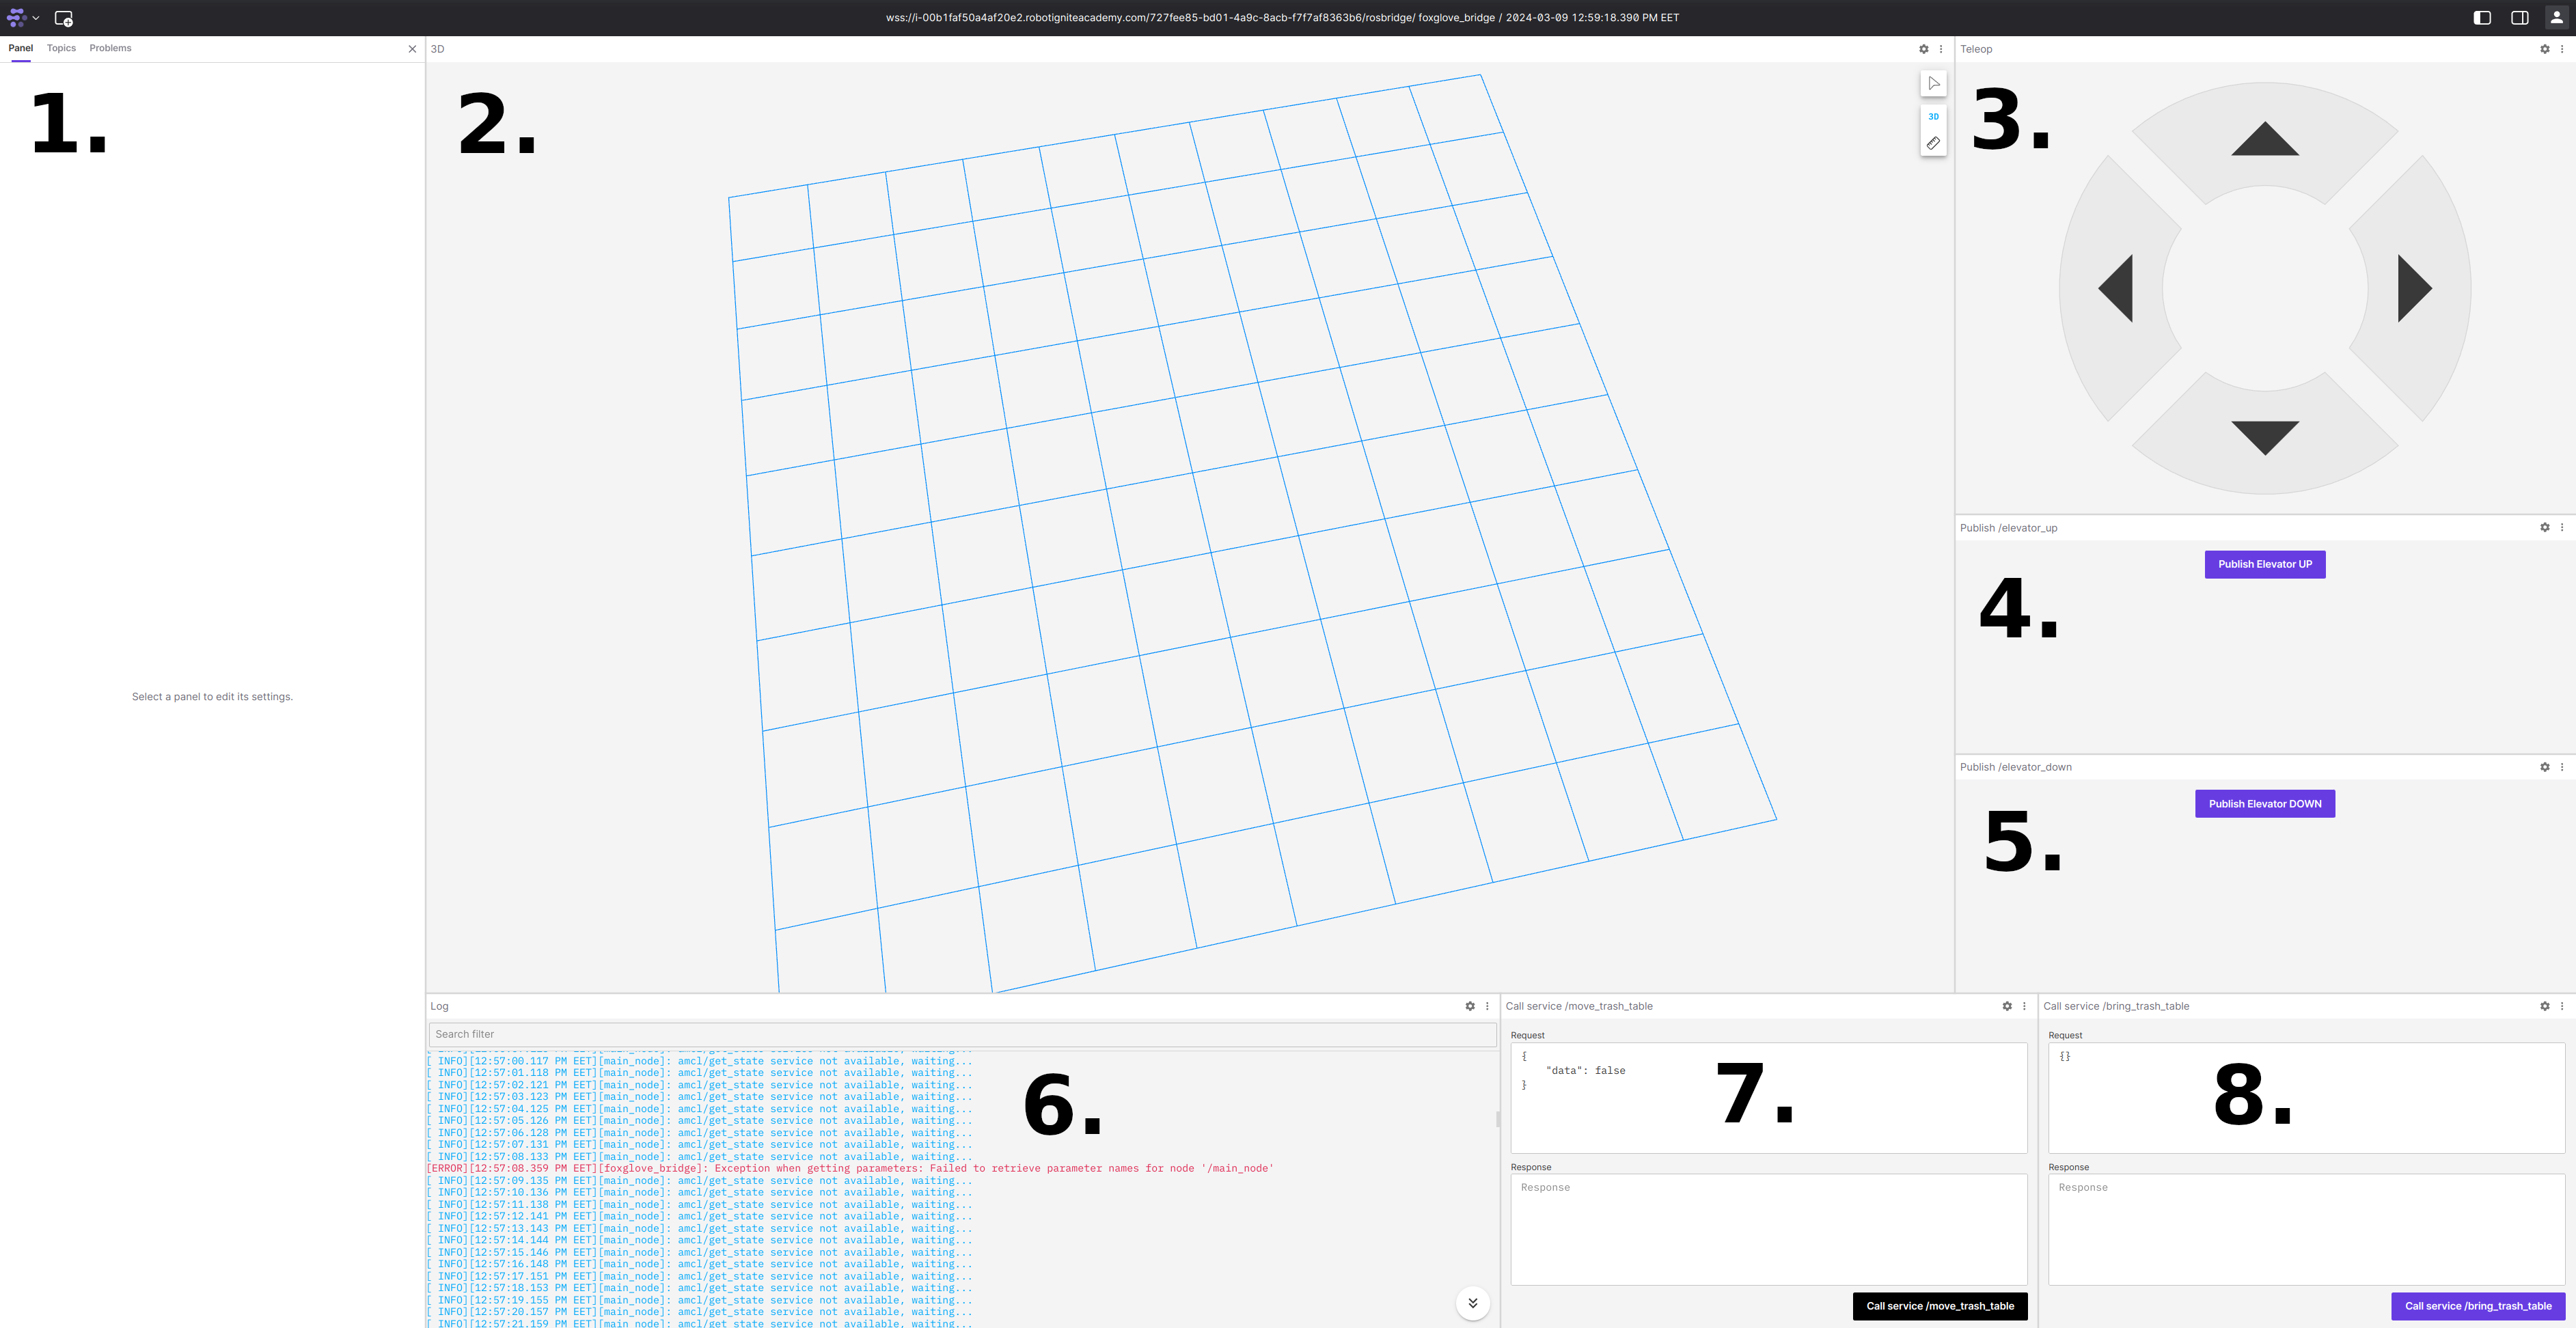 wss://i-00b1faf50a4af20e2.robotigniteacademy.com/727fee85-bd01-4a9c-8acb-f7f7af8363b6/rosbridge/ foxglove_bridge / 2024-03-09 12:59:18.390 PM EET
Panel Topics Problems
1.
Select a panel to edit its settings.
3D
2.
3D
Teleop
3.
Publish /elevator_up
Publish Elevator UP
4.
Publish /elevator_down
Publish Elevator DOWN
5.
Log
Search filter
[ INFO][12:57:00.117 PM EET][main_node]: amcl/get_state service not available, waiting...
[ INFO][12:57:01.118 PM EET][main_node]: amcl/get_state service not available, waiting...
[ INFO][12:57:02.121 PM EET][main_node]: amcl/get_state service not available, waiting...
[ INFO][12:57:03.123 PM EET][main_node]: amcl/get_state service not available, waiting...
[ INFO][12:57:04.125 PM EET][main_node]: amcl/get_state service not available, waiting...
[ INFO][12:57:05.126 PM EET][main_node]: amcl/get_state service not available, waiting...
[ INFO][12:57:06.128 PM EET][main_node]: amcl/get_state service not available, waiting...
[ INFO][12:57:07.131 PM EET][main_node]: amcl/get_state service not available, waiting...
[ INFO][12:57:08.133 PM EET][main_node]: amcl/get_state service not available, waiting...
[ERROR][12:57:08.359 PM EET][foxglove_bridge]: Exception when getting parameters: Failed to retrieve parameter names for node '/main_node'
[ INFO][12:57:09.135 PM EET][main_node]: amcl/get_state service not available, waiting...
[ INFO][12:57:10.136 PM EET][main_node]: amcl/get_state service not available, waiting...
[ INFO][12:57:11.138 PM EET][main_node]: amcl/get_state service not available, waiting...
[ INFO][12:57:12.141 PM EET][main_node]: amcl/get_state service not available, waiting...
[ INFO][12:57:13.143 PM EET][main_node]: amcl/get_state service not available, waiting...
[ INFO][12:57:14.144 PM EET][main_node]: amcl/get_state service not available, waiting...
[ INFO][12:57:15.146 PM EET][main_node]: amcl/get_state service not available, waiting...
[ INFO][12:57:16.148 PM EET][main_node]: amcl/get_state service not available, waiting...
[ INFO][12:57:17.151 PM EET][main_node]: amcl/get_state service not available, waiting...
[ INFO][12:57:18.153 PM EET][main_node]: amcl/get_state service not available, waiting...
[ INFO][12:57:19.155 PM EET][main_node]: amcl/get_state service not available, waiting...
[ INFO][12:57:20.157 PM EET][main_node]: amcl/get_state service not available, waiting...
[ INFO][12:57:21.159 PM EET][main_node]: amcl/get_state service not available, waiting...
6.
Call service /move_trash_table
Request
{
"data": false
}
7.
Response
Response
Call service /move_trash_table
Call service /bring_trash_table
Request
{}
8.
Response
Response
Call service /bring_trash_table